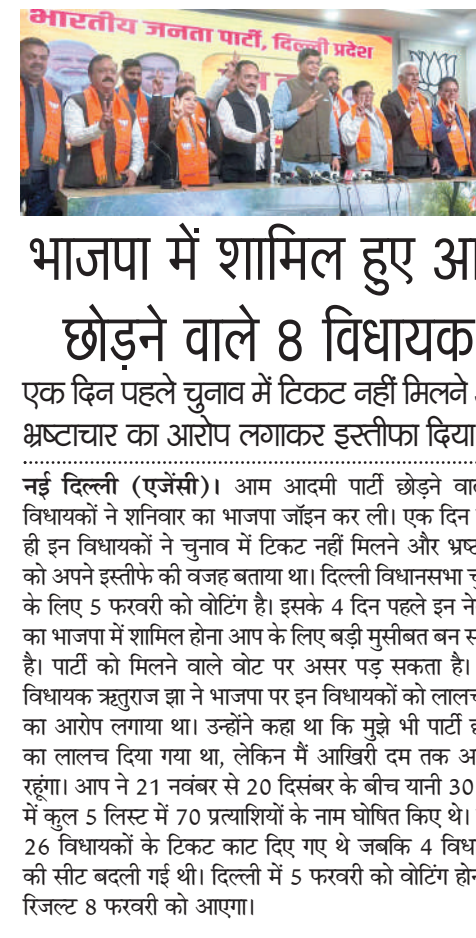 भारतीय जनता पार्टी, दिल्ली प्रदेश
भाजपा में शामिल हुए
छोड़ने वाले 8 विधायक
एक दिन पहले चुनाव में टिकट नहीं मिलने
भ्रष्टाचार का आरोप लगाकर इस्तीफा दिया
नई दिल्ली (एजेंसी)। आम आदमी पार्टी छोड़ने
विधायकों ने शनिवार का भाजपा जॉइन कर ली। एक दिन
ही इन विधायकों ने चुनाव में टिकट नहीं मिलने और
को अपने इस्तीफे की वजह बताया था। दिल्ली विधानसभा
के लिए 5 फरवरी को वोटिंग है। इसके 4 दिन पहले इन
का भाजपा में शामिल होना आप के लिए बड़ी मुसीबत बन
है। पार्टी को मिलने वाले वोट पर असर पड़ सकता है।
विधायक ऋतुराज झा ने भाजपा पर इन विधायकों को
का आरोप लगाया था। उन्होंने कहा था कि मुझे भी पार्टी
का लालच दिया गया था, लेकिन मैं आखिरी दम तक
रहूंगा। आप ने 21 नवंबर से 20 दिसंबर के बीच यानी 30
में कुल 5 लिस्ट में 70 प्रत्याशियों के नाम घोषित किए थे।
26 विधायकों के टिकट काट दिए गए थे जबकि 4
की सीट बदली गई थी। दिल्ली में 5 फरवरी को वोटिंग
रिजल्ट 8 फरवरी को आएगा।